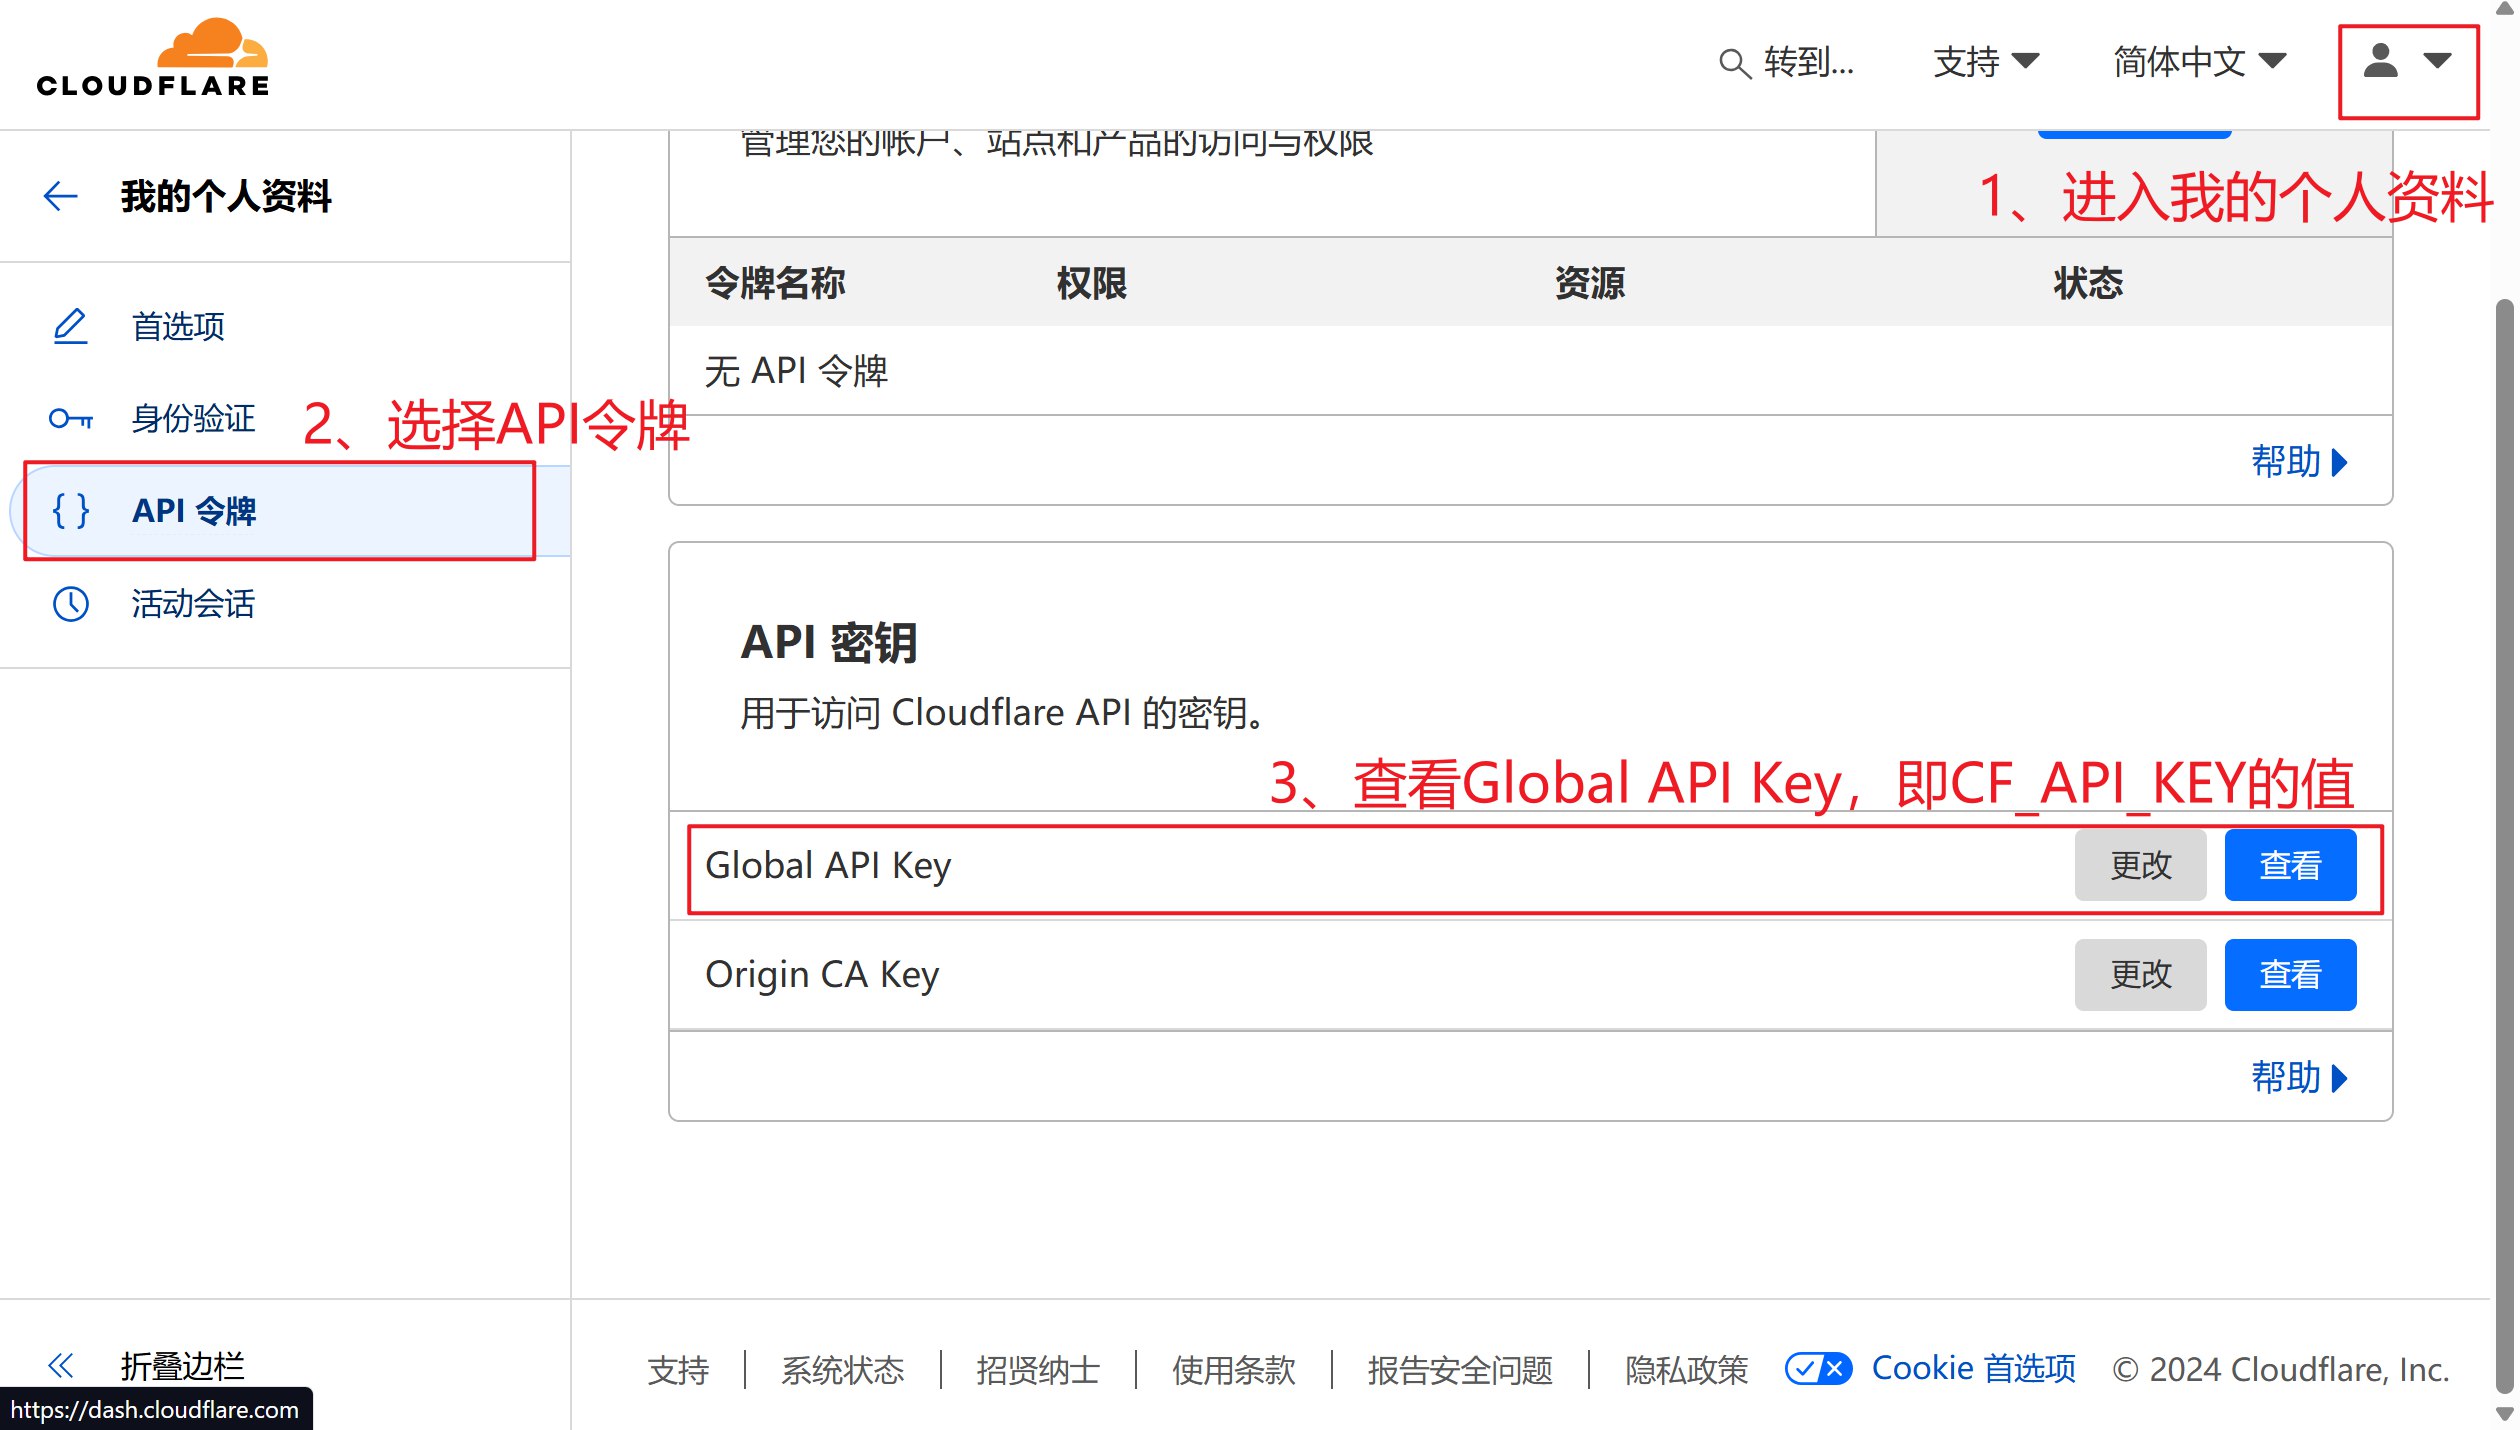 CLOUDFLARE
转到...
支持
简体中文
管理您的帐户、站点和产品的访问与权限
1、进入我的个人资料
我的个人资料
首选项
身份验证
2、选择API令牌
API 令牌
活动会话
令牌名称 权限 资源 状态
无 API 令牌
帮助
API 密钥
用于访问 Cloudflare API 的密钥。
3、查看Global API Key，即CF_API_KEY的值
Global API Key 更改 查看
Origin CA Key 更改 查看
帮助
折叠边栏
支持 系统状态 招贤纳士 使用条款 报告安全问题 隐私政策 Cookie 首选项 © 2024 Cloudflare, Inc.
https://dash.cloudflare.com